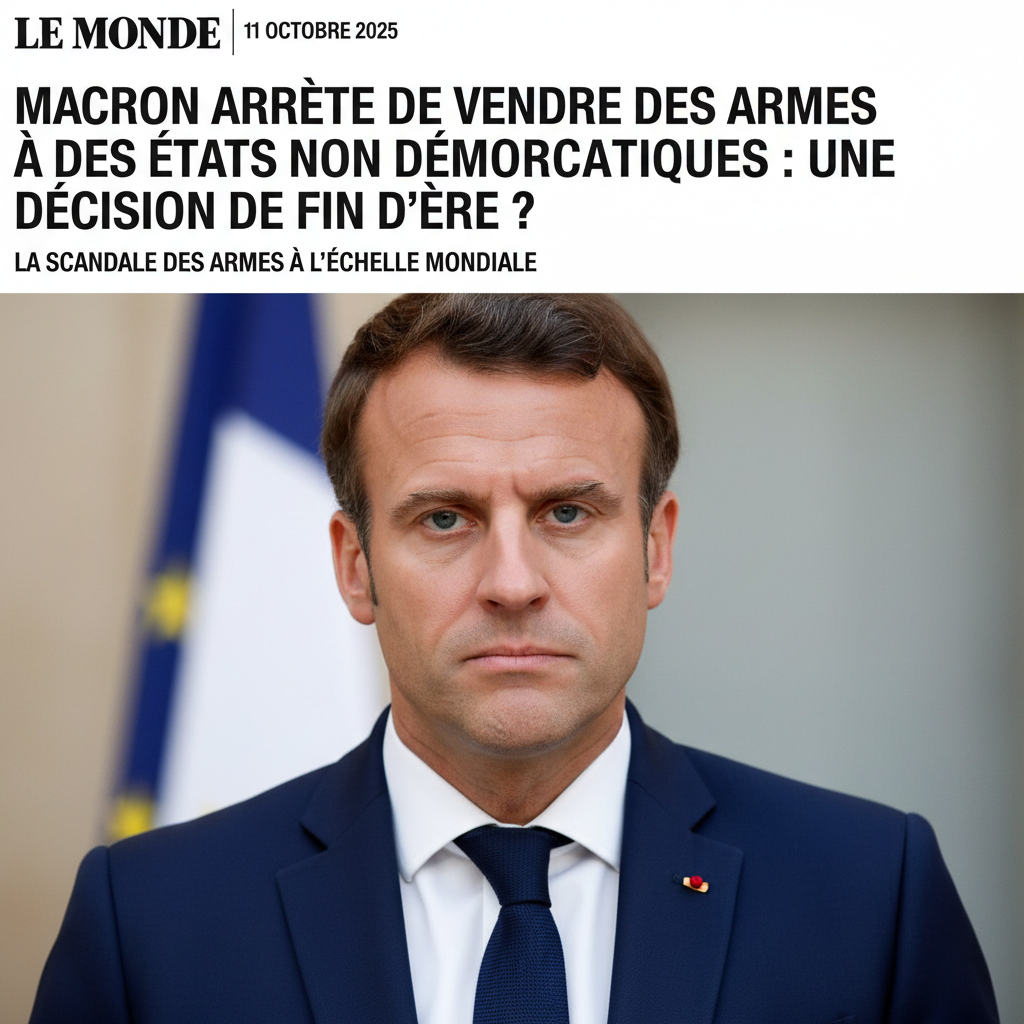 LE MONDE | 11 OCTOBRE 2025
MACRON ARRÈTE DE VENDRE DES ARMES
À DES ÉTATS NON DÉMORCATIQUES : UNE
DÉCISION DE FIN D’ÈRE ?
LA SCANDALE DES ARMES À L’ÉCHELLE MONDIALE